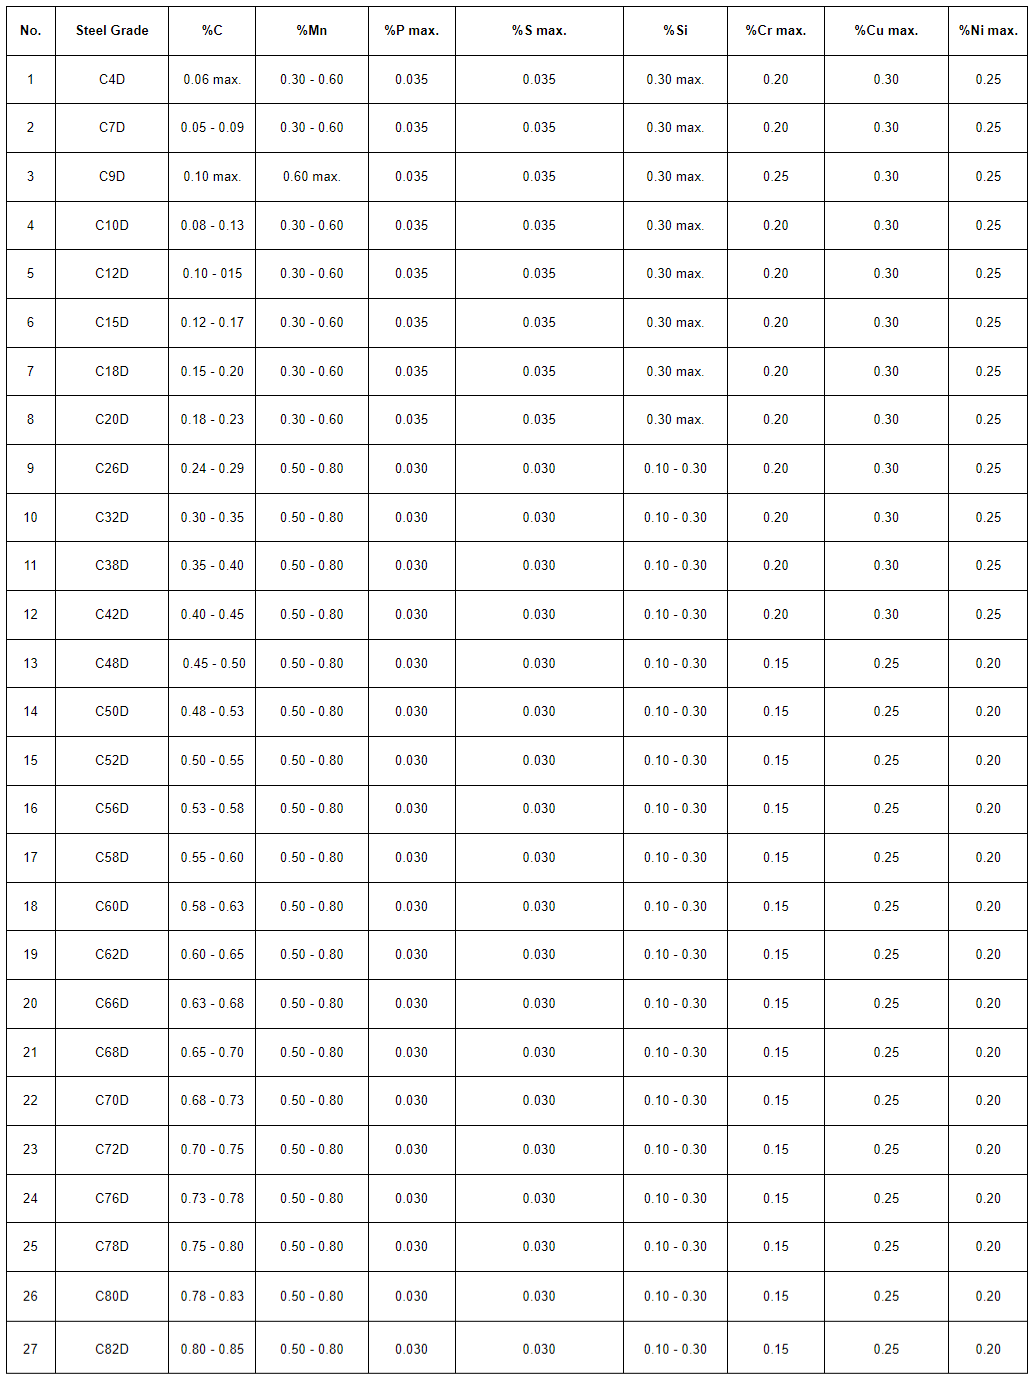 No. Steel Grade %C %Mn %P max. %S max. %Si %Cr max. %Cu max. %Ni max.
1 C4D 0.06 max. 0.30 - 0.60 0.035 0.035 0.30 max. 0.20 0.30 0.25
2 C7D 0.05 - 0.09 0.30 - 0.60 0.035 0.035 0.30 max. 0.20 0.30 0.25
3 C9D 0.10 max. 0.60 max. 0.035 0.035 0.30 max. 0.25 0.30 0.25
4 C10D 0.08 - 0.13 0.30 - 0.60 0.035 0.035 0.30 max. 0.20 0.30 0.25
5 C12D 0.10 - 015 0.30 - 0.60 0.035 0.035 0.30 max. 0.20 0.30 0.25
6 C15D 0.12 - 0.17 0.30 - 0.60 0.035 0.035 0.30 max. 0.20 0.30 0.25
7 C18D 0.15 - 0.20 0.30 - 0.60 0.035 0.035 0.30 max. 0.20 0.30 0.25
8 C20D 0.18 - 0.23 0.30 - 0.60 0.035 0.035 0.30 max. 0.20 0.30 0.25
9 C26D 0.24 - 0.29 0.50 - 0.80 0.030 0.030 0.10 - 0.30 0.20 0.30 0.25
10 C32D 0.30 - 0.35 0.50 - 0.80 0.030 0.030 0.10 - 0.30 0.20 0.30 0.25
11 C38D 0.35 - 0.40 0.50 - 0.80 0.030 0.030 0.10 - 0.30 0.20 0.30 0.25
12 C42D 0.40 - 0.45 0.50 - 0.80 0.030 0.030 0.10 - 0.30 0.20 0.30 0.25
13 C48D 0.45 - 0.50 0.50 - 0.80 0.030 0.030 0.10 - 0.30 0.15 0.25 0.20
14 C50D 0.48 - 0.53 0.50 - 0.80 0.030 0.030 0.10 - 0.30 0.15 0.25 0.20
15 C52D 0.50 - 0.55 0.50 - 0.80 0.030 0.030 0.10 - 0.30 0.15 0.25 0.20
16 C56D 0.53 - 0.58 0.50 - 0.80 0.030 0.030 0.10 - 0.30 0.15 0.25 0.20
17 C58D 0.55 - 0.60 0.50 - 0.80 0.030 0.030 0.10 - 0.30 0.15 0.25 0.20
18 C60D 0.58 - 0.63 0.50 - 0.80 0.030 0.030 0.10 - 0.30 0.15 0.25 0.20
19 C62D 0.60 - 0.65 0.50 - 0.80 0.030 0.030 0.10 - 0.30 0.15 0.25 0.20
20 C66D 0.63 - 0.68 0.50 - 0.80 0.030 0.030 0.10 - 0.30 0.15 0.25 0.20
21 C68D 0.65 - 0.70 0.50 - 0.80 0.030 0.030 0.10 - 0.30 0.15 0.25 0.20
22 C70D 0.68 - 0.73 0.50 - 0.80 0.030 0.030 0.10 - 0.30 0.15 0.25 0.20
23 C72D 0.70 - 0.75 0.50 - 0.80 0.030 0.030 0.10 - 0.30 0.15 0.25 0.20
24 C76D 0.73 - 0.78 0.50 - 0.80 0.030 0.030 0.10 - 0.30 0.15 0.25 0.20
25 C78D 0.75 - 0.80 0.50 - 0.80 0.030 0.030 0.10 - 0.30 0.15 0.25 0.20
26 C80D 0.78 - 0.83 0.50 - 0.80 0.030 0.030 0.10 - 0.30 0.15 0.25 0.20
27 C82D 0.80 - 0.85 0.50 - 0.80 0.030 0.030 0.10 - 0.30 0.15 0.25 0.20